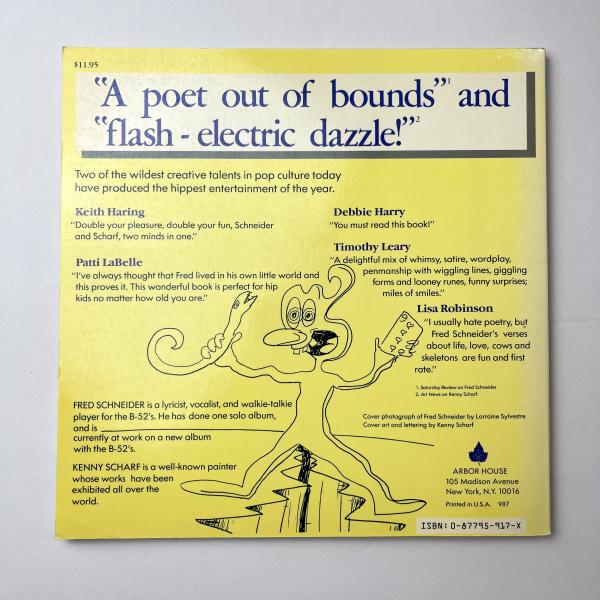 $11.95
“A poet out of bounds”1 and
“flash-electric dazzle!”2
Two of the wildest creative talents in pop culture today
have produced the hippest entertainment of the year.
Keith Haring
“Double your pleasure, double your fun, Schneider
and Scharf, two minds in one.”
Patti LaBelle
“I’ve always thought that Fred lived in his own little world and
this proves it. This wonderful book is perfect for hip
kids no matter how old you are.”
Debbie Harry
“You must read this book!”
Timothy Leary
“A delightful mix of whimsy, satire, wordplay,
penmanship with wiggling lines, giggling
forms and looney runes, funny surprises;
miles of smiles.”
Lisa Robinson
“I usually hate poetry, but
Fred Schneider’s verses
about life, love, cows and
skeletons are fun and first
rate.”
1. Saturday Review on Fred Schneider
2. Art News on Kenny Scharf.
FRED SCHNEIDER is a lyricist, vocalist, and walkie-talkie
player for the B-52’s. He has done one solo album,
and is
currently at work on a new album
with the B-52’s.
KENNY SCHARF is a well-known painter
whose works have been
exhibited all over the
world.
Cover photograph of Fred Schneider by Lorraine Sylvestre
Cover art and lettering by Kenny Scharf
ARBOR HOUSE
105 Madison Avenue
New York, N.Y. 10016
Printed in U.S.A. 987
ISBN: 0-87795-917-X